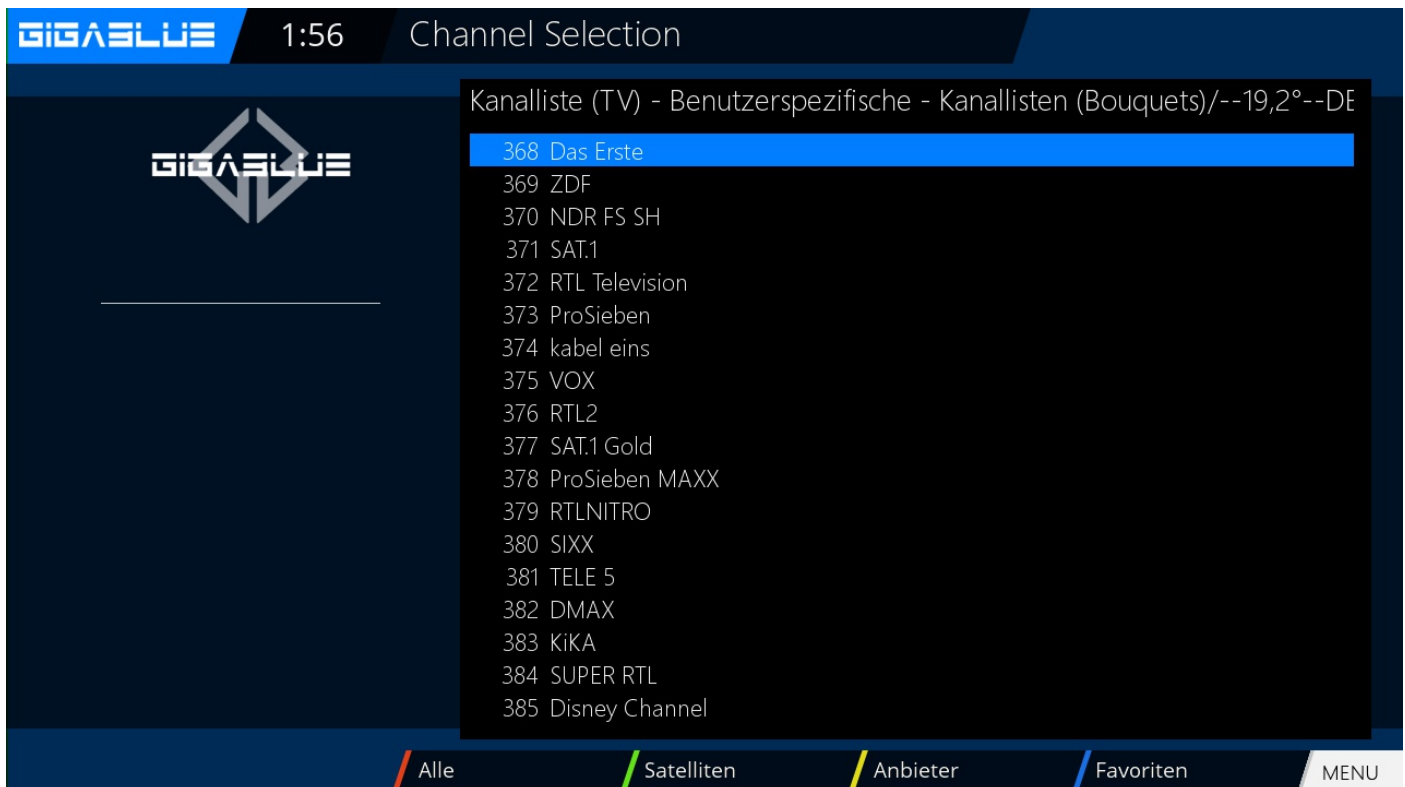 GIGABLUE 1:56 Channel Selection
Kanalliste (TV) - Benutzerspezifische - Kanallisten (Bouquets)/--19,2°--DE
GIGABLUE
368 Das Erste
369 ZDF
370 NDR FS SH
371 SAT.1
372 RTL Television
373 ProSieben
374 kabel eins
375 VOX
376 RTL2
377 SAT.1 Gold
378 ProSieben MAXX
379 RTLNITRO
380 SIXX
381 TELE 5
382 DMAX
383 KiKA
384 SUPER RTL
385 Disney Channel
Alle Satelliten Anbieter Favoriten MENU